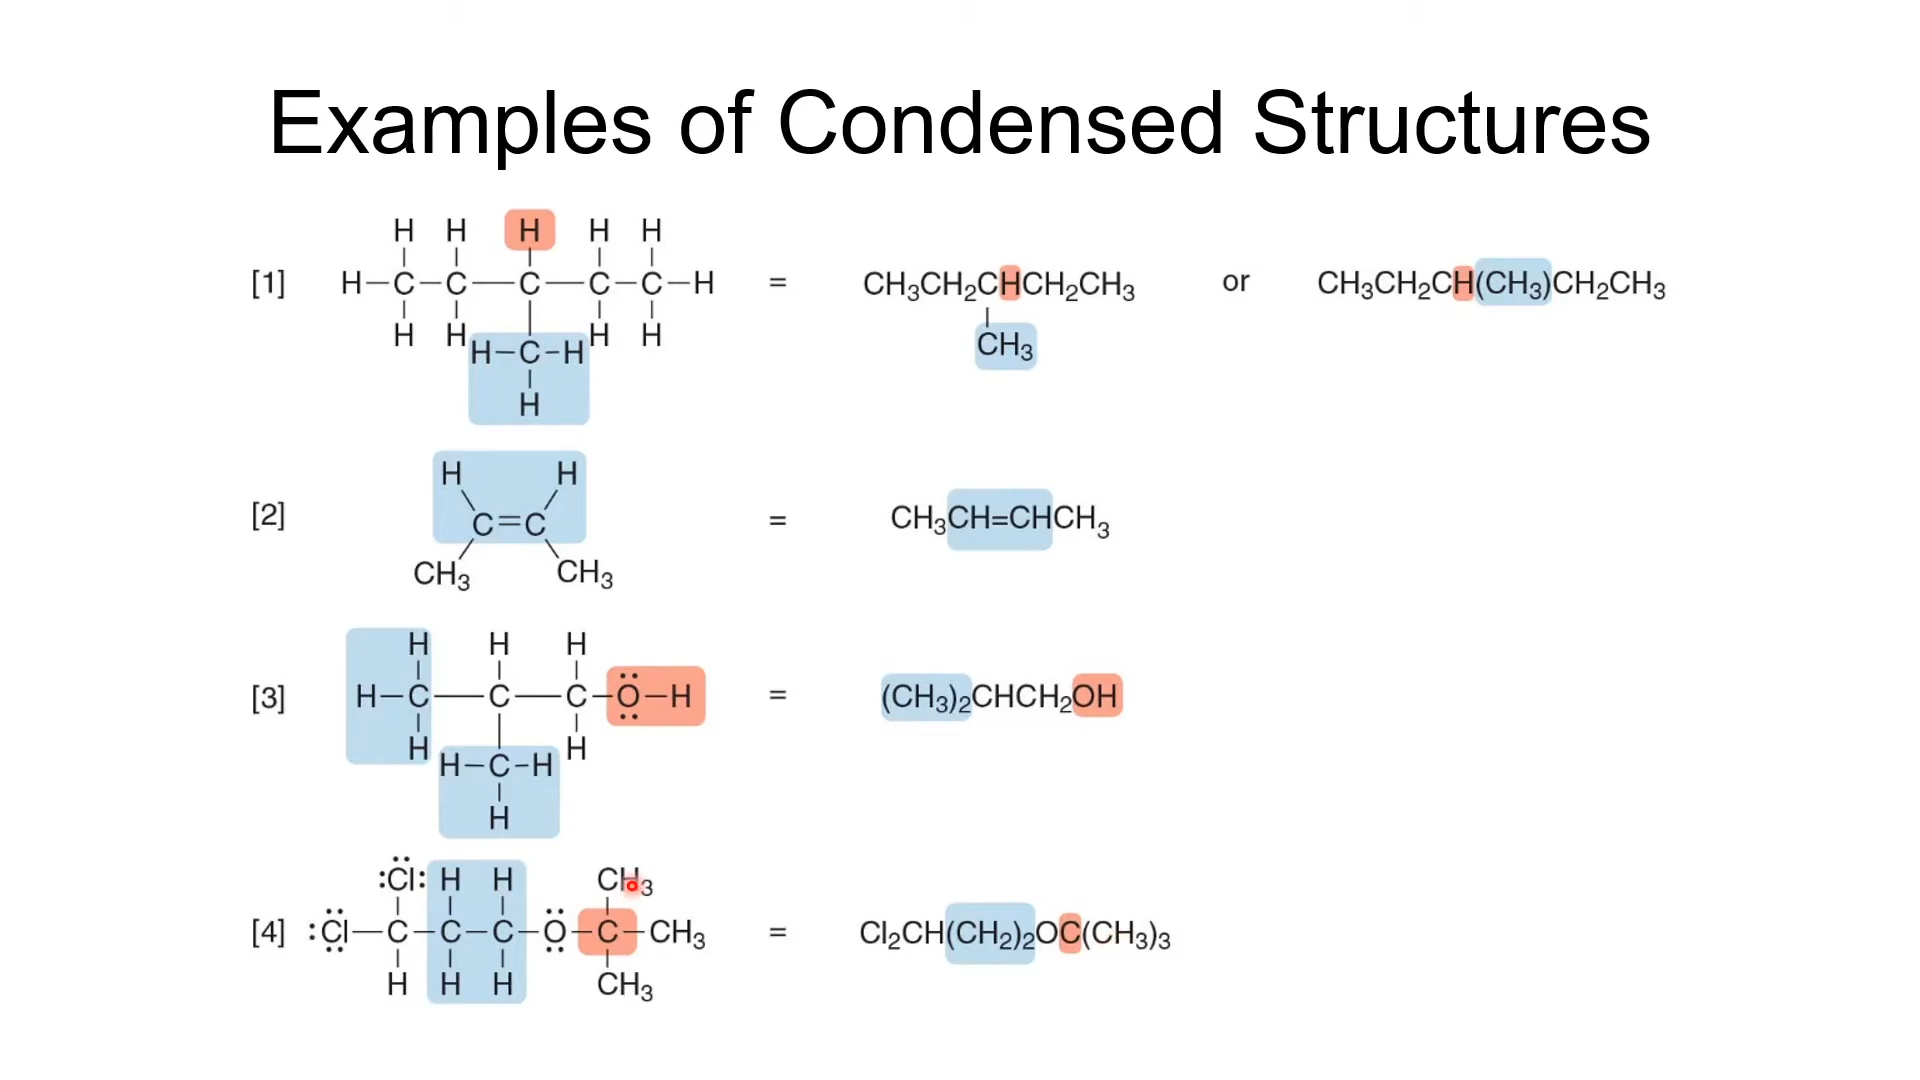 Examples of Condensed Structures
H H H H H
[1] H–C–C–C–C–C–H = CH₃CH₂CHCH₂CH₃ or CH₃CH₂CH(CH₃)CH₂CH₃
H H H H
H–C–H CH₃
H
H H
[2] C=C = CH₃CH=CHCH₃
CH₃ CH₃
H H H
[3] H–C–C–C–Ö–H = (CH₃)₂CHCH₂OH
H H
H–C–H
H
:Cl: H H CH₃
[4] :Cl–C–C–C–O–C–CH₃ = Cl₂CH(CH₂)₂OC(CH₃)₃
H H H CH₃